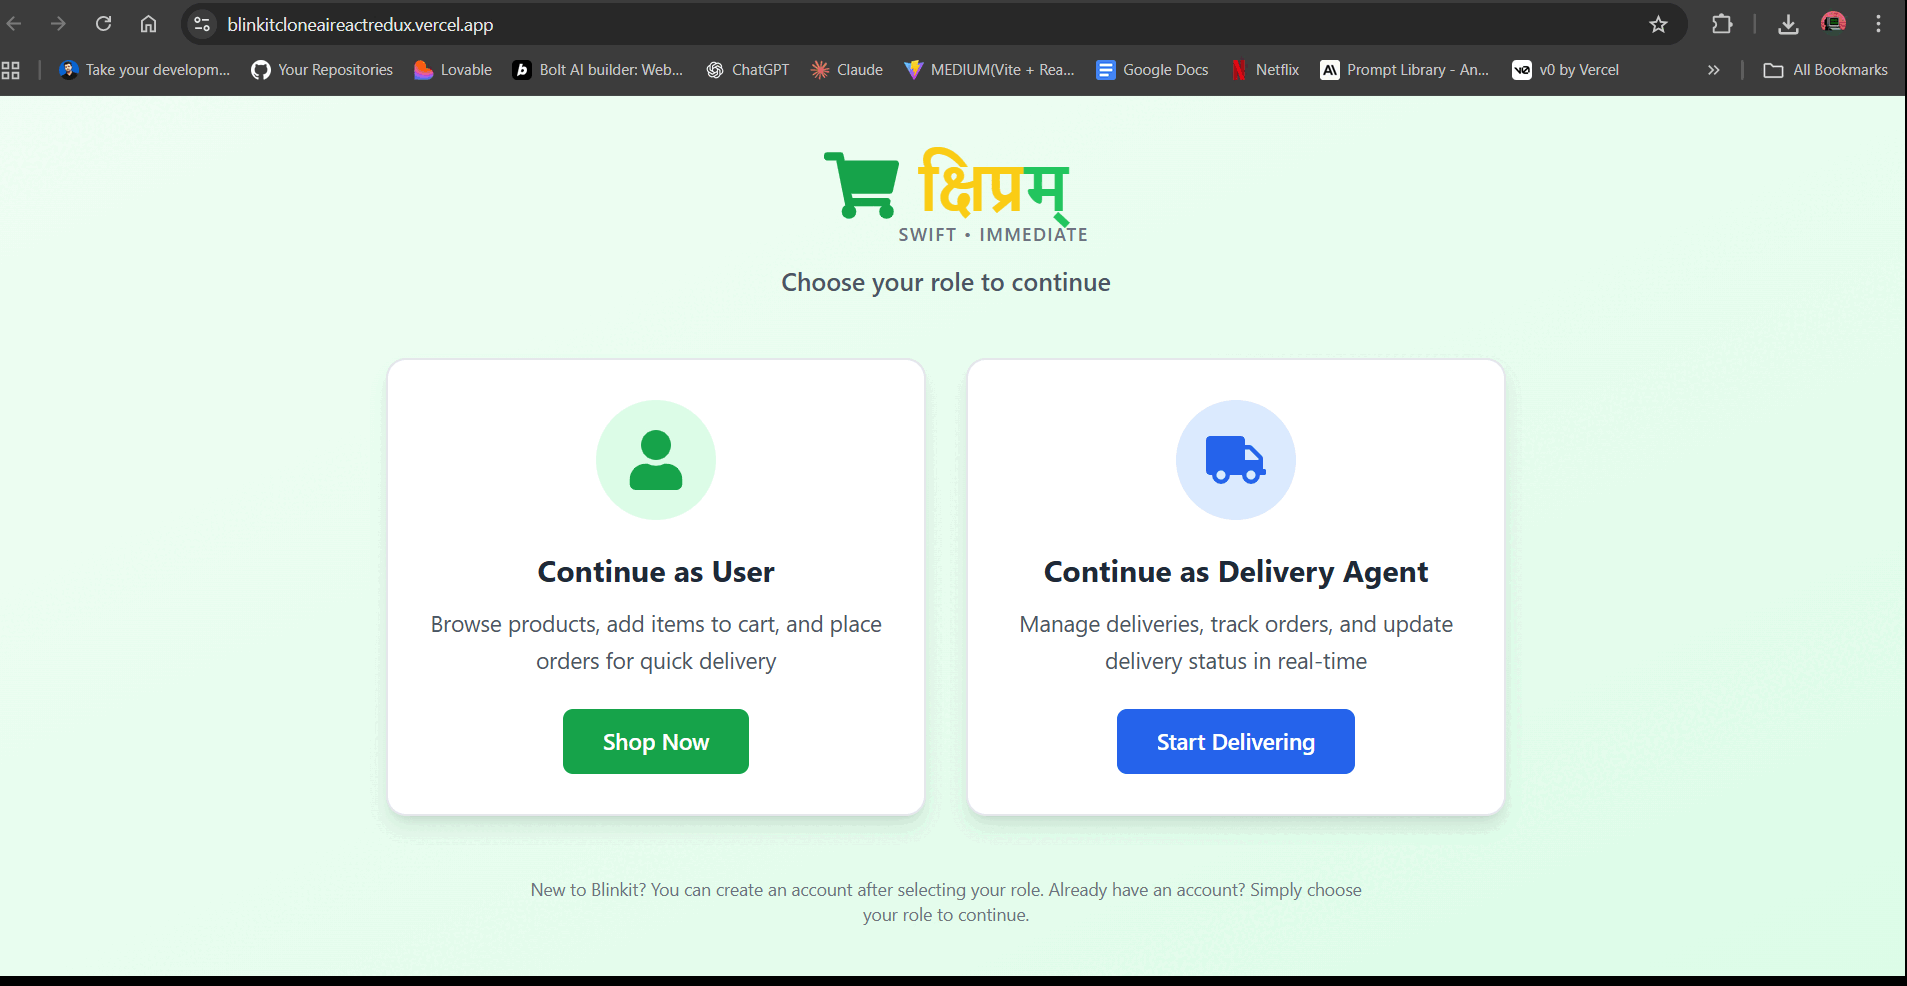 blinkitcloneaireactredux.vercel.app
Take your developm... Your Repositories Lovable Bolt AI builder: Web... ChatGPT Claude MEDIUM(Vite + Rea... Google Docs Netflix Prompt Library - An... v0 by Vercel » All Bookmarks
क्षिप्रम्
SWIFT • IMMEDIATE
Choose your role to continue
Continue as User
Browse products, add items to cart, and place
orders for quick delivery
Shop Now
Continue as Delivery Agent
Manage deliveries, track orders, and update
delivery status in real-time
Start Delivering
New to Blinkit? You can create an account after selecting your role. Already have an account? Simply choose
your role to continue.